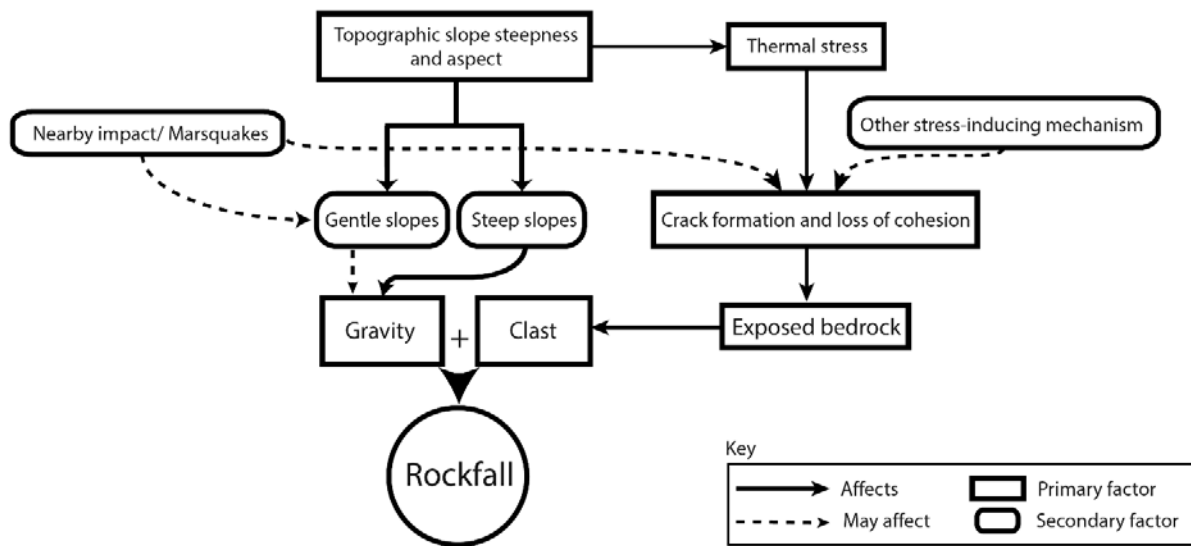 Topographic slope steepness
and aspect
Thermal stress
Nearby impact/ Marsquakes
Other stress-inducing mechanism
Gentle slopes
Steep slopes
Crack formation and loss of cohesion
Gravity
+
Clast
Exposed bedrock
Rockfall
Key
Affects
Primary factor
May affect
Secondary factor